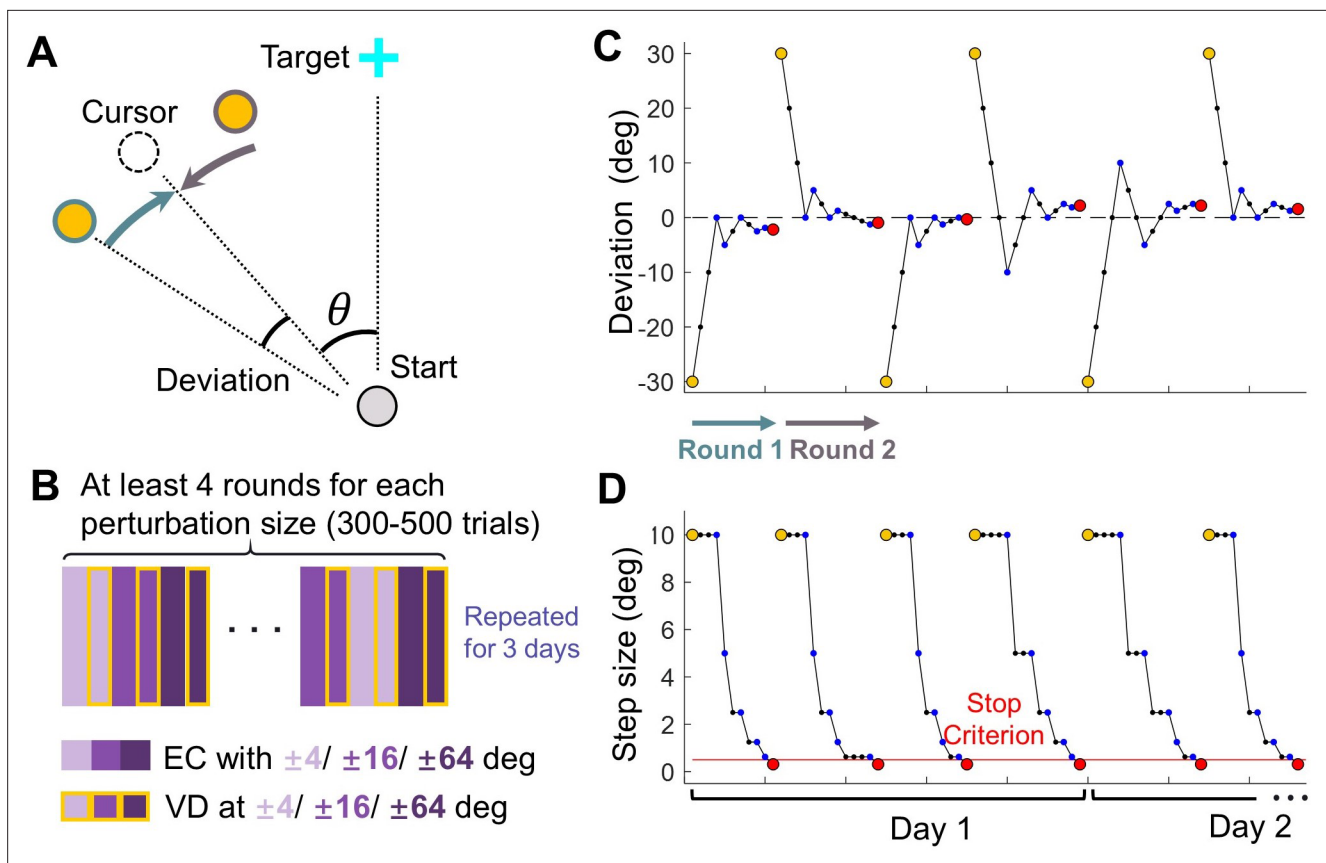 A
Target
Cursor
θ
Start
Deviation
B
At least 4 rounds for each
perturbation size (300-500 trials)
. . .
Repeated
for 3 days
EC with ±4/ ±16/ ±64 deg
VD at ±4/ ±16/ ±64 deg
C
Deviation (deg)
30
20
10
0
-10
-20
-30
Round 1
Round 2
D
Step size (deg)
10
8
6
4
2
0
Stop
Criterion
Day 1
Day 2
...